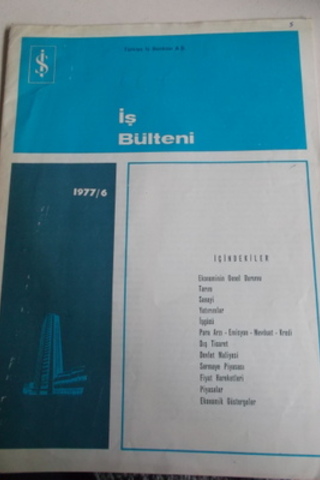 5
Türkiye İş Bankası A.Ş.
İş
Bülteni
1977/6
İÇİNDEKİLER
Ekonominin Genel Durumu
Tarım
Sanayi
Yatırımlar
İşgücü
Para Arzı - Emisyon - Mevduat - Kredi
Dış Ticaret
Devlet Maliyesi
Sermaye Piyasası
Fiyat Hareketleri
Piyasalar
Ekonomik Göstergeler